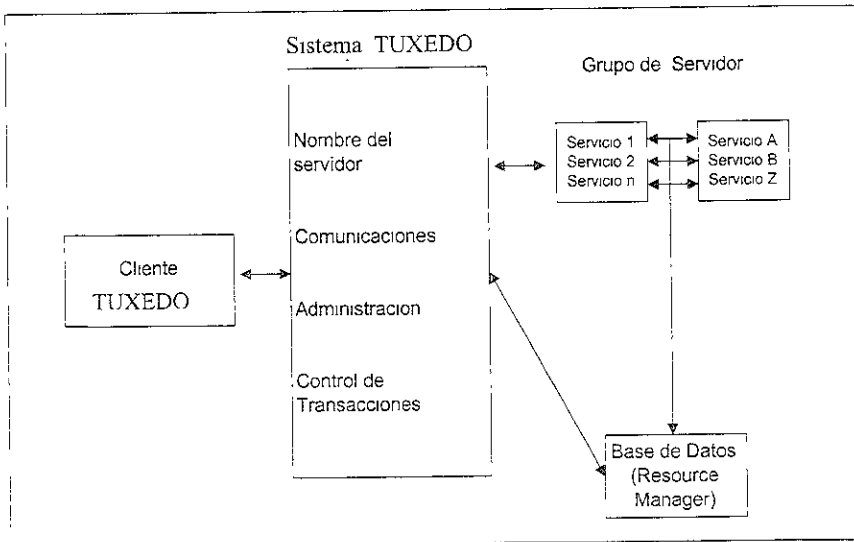 Sistema TUXEDO
Grupo de Servidor
Nombre del
servidor
Comunicaciones
Administracion
Control de
Transacciones
Cliente
TUXEDO
Servicio 1
Servicio 2
Servicio n
Servicio A
Servicio B
Servicio Z
Base de Datos
(Resource
Manager)